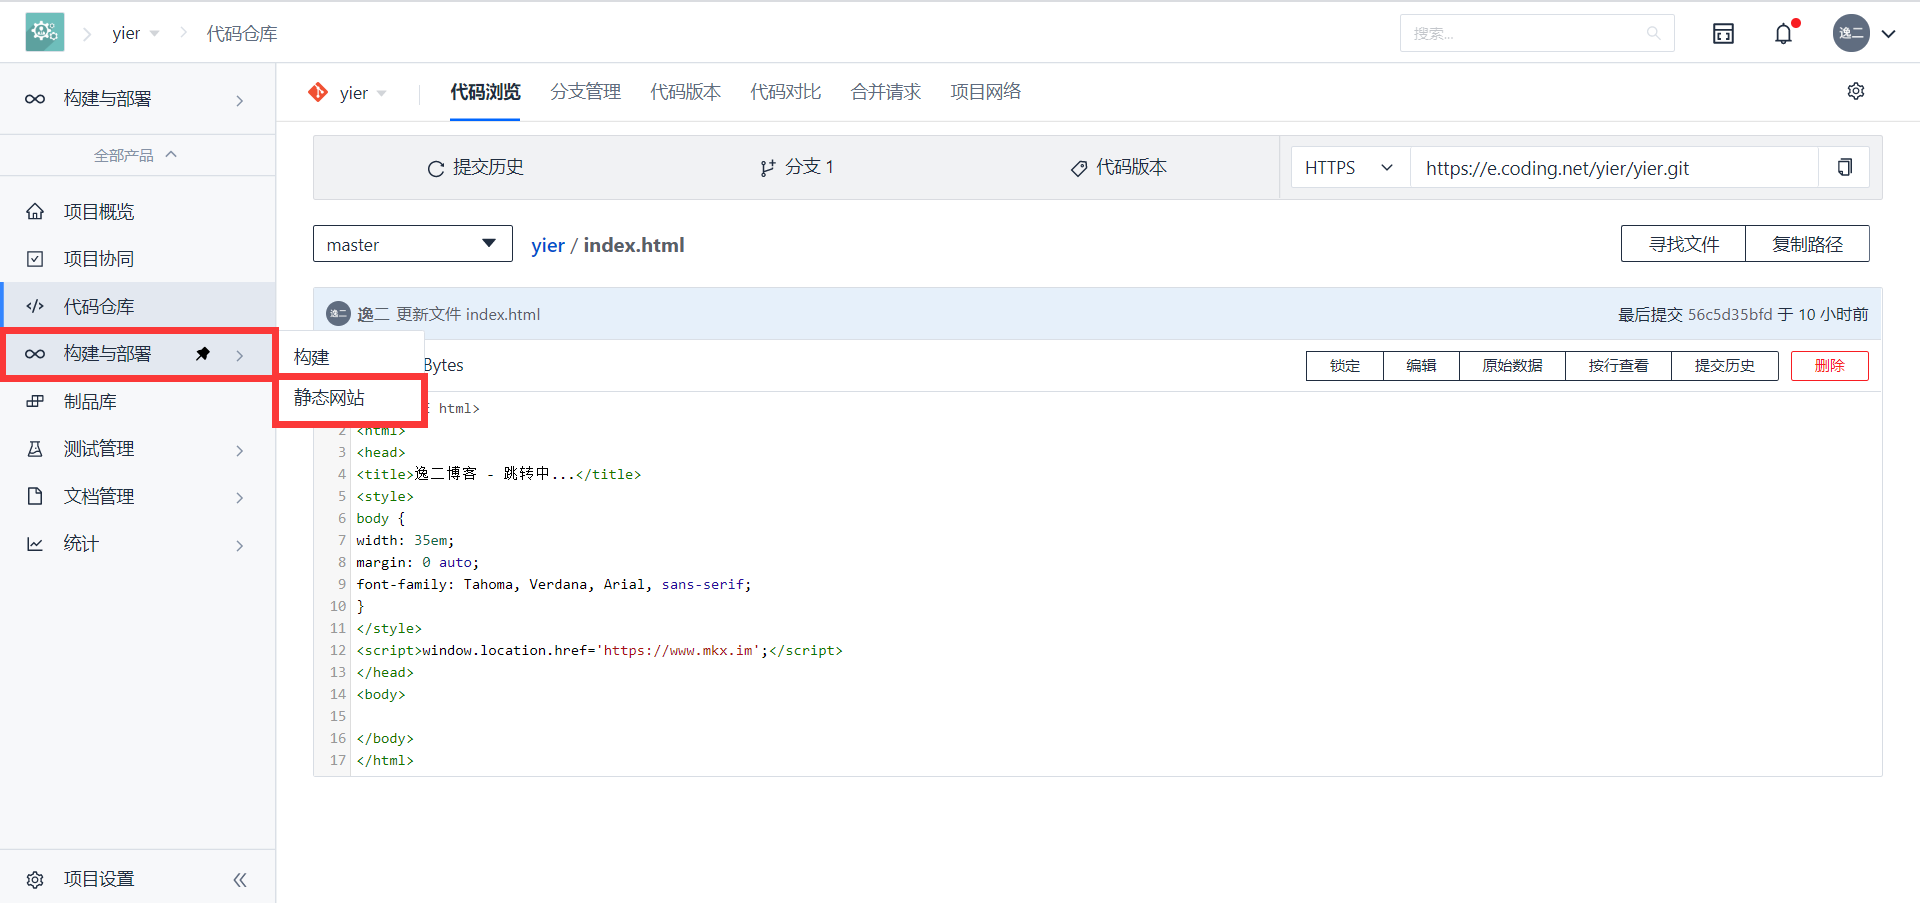 yier 代码仓库
搜索...
逸二
构建与部署
全部产品
项目概览
项目协同
代码仓库
构建与部署
制品库
测试管理
文档管理
统计
项目设置
构建
静态网站
yier
代码浏览 分支管理 代码版本 代码对比 合并请求 项目网络
提交历史 分支 1 代码版本
HTTPS https://e.coding.net/yier/yier.git
master yier / index.html 寻找文件 复制路径
逸二 逸二 更新文件 index.html 最后提交 56c5d35bfd 于 10 小时前
Bytes 锁定 编辑 原始数据 按行查看 提交历史 删除
html>
2 <html>
3 <head>
4 <title>逸二博客 - 跳转中...</title>
5 <style>
6 body {
7 width: 35em;
8 margin: 0 auto;
9 font-family: Tahoma, Verdana, Arial, sans-serif;
10 }
11 </style>
12 <script>window.location.href='https://www.mkx.im';</script>
13 </head>
14 <body>
15
16 </body>
17 </html>